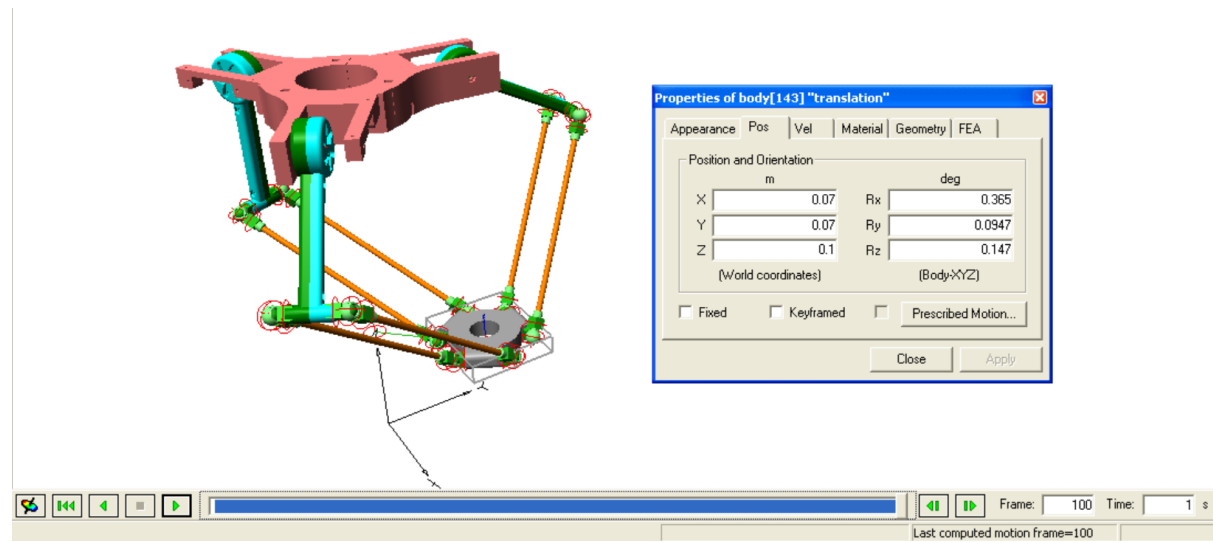 Properties of body[143] "translation"
Appearance Pos Vel Material Geometry FEA
Position and Orientation
m deg
X 0.07 Rx 0.365
Y 0.07 Ry 0.0947
Z 0.1 Rz 0.147
(World coordinates) (Body-XYZ)
Fixed Keyframed Prescribed Motion...
Close Apply
Y
X
Frame: 100 Time: 1 s
Last computed motion frame=100